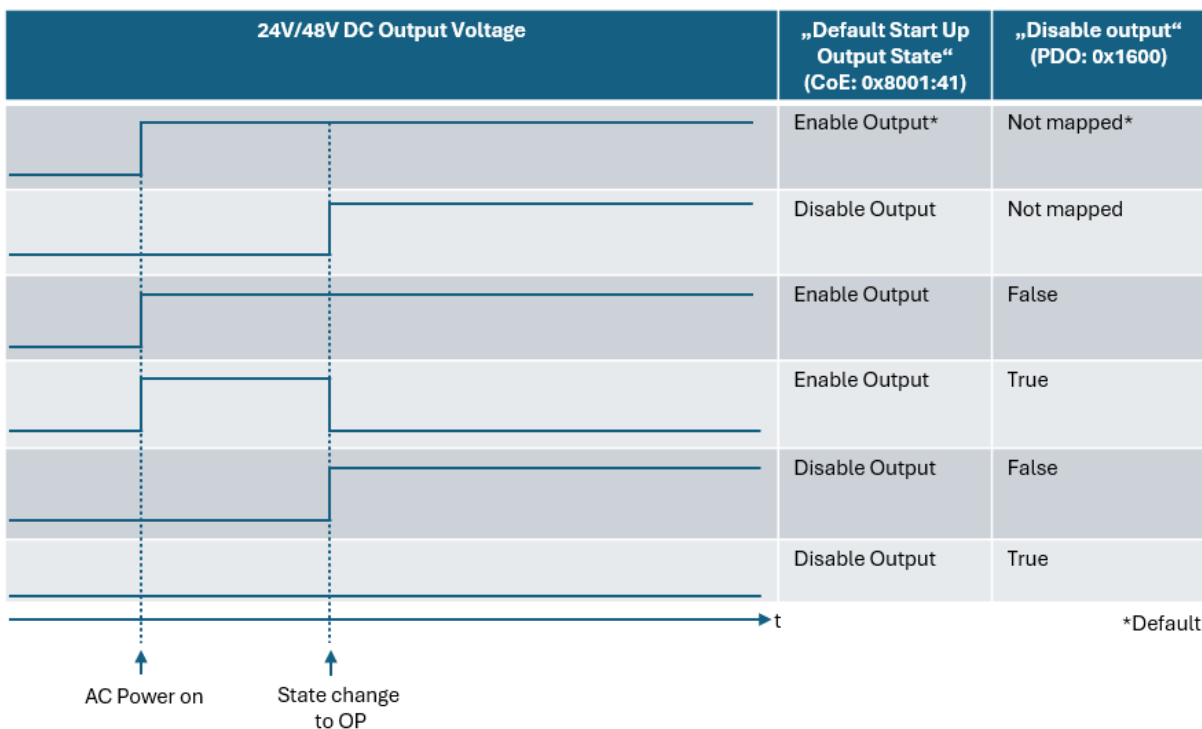 24V/48V DC Output Voltage
„Default Start Up
Output State“
(CoE: 0x8001:41)
„Disable output“
(PDO: 0x1600)
Enable Output*
Not mapped*
Disable Output
Not mapped
Enable Output
False
Enable Output
True
Disable Output
False
Disable Output
True
t
*Default
AC Power on
State change
to OP